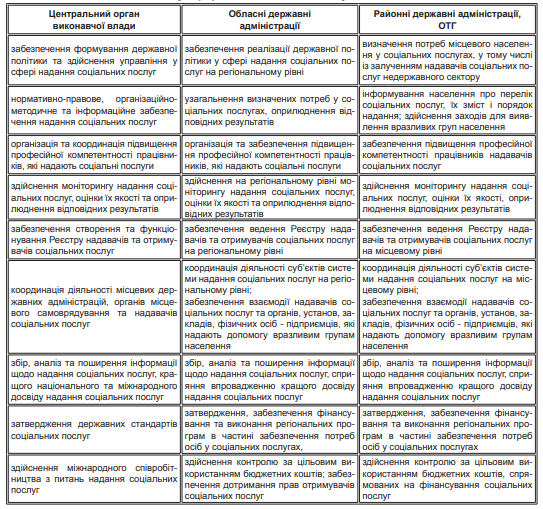 Центральний орган
виконавчої влади
Обласні державні
адміністрації
Районні державні адміністрації,
ОТГ
забезпечення формування державної
політики та здійснення управління у
сфері надання соціальних послуг
забезпечення реалізації державної по-
літики у сфері надання соціальних по-
слуг на регіональному рівні
визначення потреб місцевого населен-
ня у соціальних послугах, у тому числі
із залученням надавачів соціальних по-
слуг недержавного сектору
нормативно-правове, організаційно-
методичне та інформаційне забезпе-
чення надання соціальних послуг
узагальнення визначених потреб у со-
ціальних послугах, оприлюднення від-
повідних результатів
інформування населення про перелік
соціальних послуг, їх зміст і порядок
надання; здійснення заходів для вияв-
лення вразливих груп населення
організація та координація підвищення
професійної компетентності працівни-
ків, які надають соціальні послуги
організація та забезпечення підвищен-
ня професійної компетентності праців-
ників, які надають соціальні послуги
забезпечення підвищення професійної
компетентності працівників надавачів
соціальних послуг
здійснення моніторингу надання соці-
альних послуг, оцінки їх якості та опри-
люднення відповідних результатів
здійснення на регіональному рівні мо-
ніторингу надання соціальних послуг,
оцінки їх якості та оприлюднення відпо-
відних результатів
здійснення моніторингу надання соці-
альних послуг, оцінки їх якості, оприлю-
днення відповідних результатів
забезпечення створення та функціо-
нування Реєстру надавачів та отриму-
вачів соціальних послуг
забезпечення ведення Реєстру нада-
вачів та отримувачів соціальних послуг
на регіональному рівні
забезпечення ведення Реєстру нада-
вачів та отримувачів соціальних послуг
на місцевому рівні
координація діяльності місцевих дер-
жавних адміністрацій, органів місце-
вого самоврядування та надавачів
соціальних послуг
координація діяльності суб'єктів систе-
ми надання соціальних послуг на регіо-
нальному рівні;
забезпечення взаємодії надавачів со-
ціальних послуг та органів, установ, за-
кладів, фізичних осіб - підприємців, які
надають допомогу вразливим групам
населення
координація діяльності суб'єктів систе-
ми надання соціальних послуг на міс-
цевому рівні;
забезпечення взаємодії надавачів со-
ціальних послуг та органів, установ, за-
кладів, фізичних осіб - підприємців, які
надають допомогу вразливим групам
населення
збір, аналіз та поширення інформації
щодо надання соціальних послуг, кра-
щого національного та міжнародного
досвіду надання соціальних послуг
збір, аналіз та поширення інформації
щодо надання соціальних послуг, спри-
яння впровадженню кращого досвіду
надання соціальних послуг
збір, аналіз та поширення інформації
щодо надання соціальних послуг, спри-
яння впровадженню кращого досвіду
надання соціальних послуг
затвердження державних стандартів
соціальних послуг
затвердження, забезпечення фінансу-
вання та виконання регіональних про-
грам в частині забезпечення потреб
осіб у соціальних послугах,
затвердження, забезпечення фінансу-
вання та виконання регіональних про-
грам в частині забезпечення потреб
осіб у соціальних послугах
здійснення міжнародного співробіт-
ництва з питань надання соціальних
послуг
здійснення контролю за цільовим ви-
користанням бюджетних коштів; забез-
печення дотримання прав отримувачів
соціальних послуг
здійснення контролю за цільовим ви-
користанням бюджетних коштів, спря-
мованих на фінансування соціальних
послуг